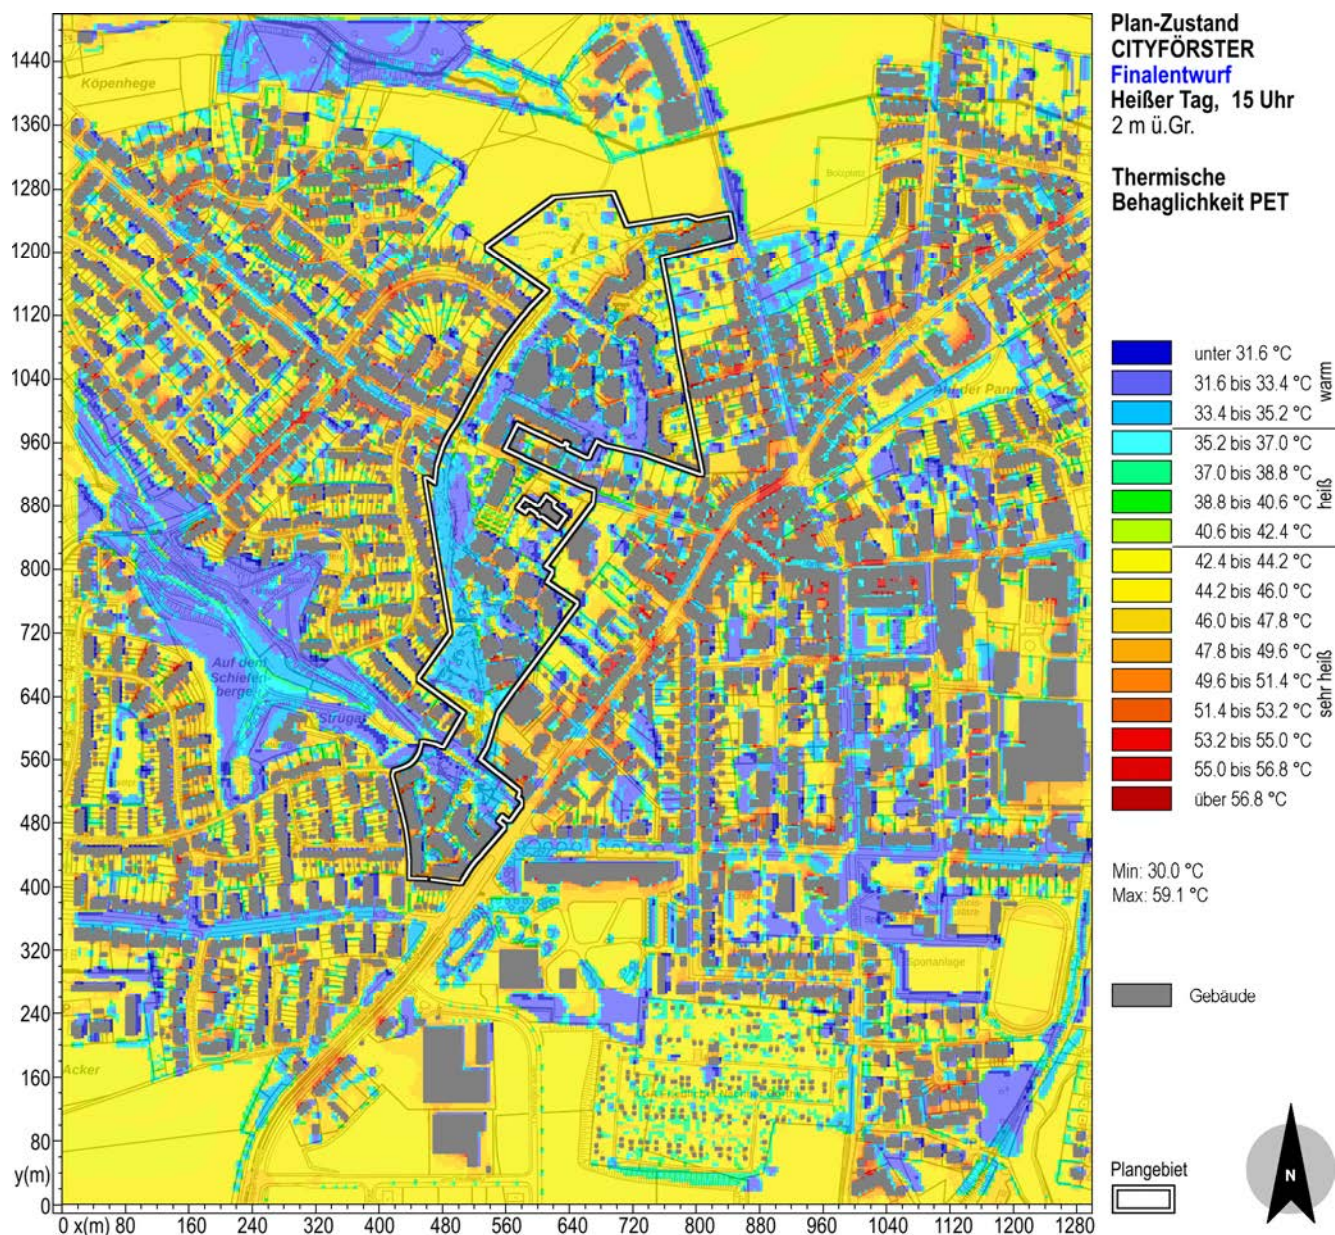 Plan-Zustand
CITYFÖRSTER
Finalentwurf
Heißer Tag, 15 Uhr
2 m ü.Gr.
Thermische
Behaglichkeit PET
unter 31.6 °C
31.6 bis 33.4 °C
33.4 bis 35.2 °C
warm
35.2 bis 37.0 °C
37.0 bis 38.8 °C
38.8 bis 40.6 °C
40.6 bis 42.4 °C
heiß
42.4 bis 44.2 °C
44.2 bis 46.0 °C
46.0 bis 47.8 °C
47.8 bis 49.6 °C
49.6 bis 51.4 °C
51.4 bis 53.2 °C
53.2 bis 55.0 °C
55.0 bis 56.8 °C
über 56.8 °C
sehr heiß
Min: 30.0 °C
Max: 59.1 °C
Gebäude
Plangebiet
N
1440
1360
1280
1200
1120
1040
960
880
800
720
640
560
480
400
320
240
160
80
y(m)
0
0 x(m) 80 160 240 320 400 480 560 640 720 800 880 960 1040 1120 1200 1280
Köpenhege
Bolzplatz
Auf der Panne
Auf dem
Schiefen-
berge
Strüga
Sportanlage
Acker